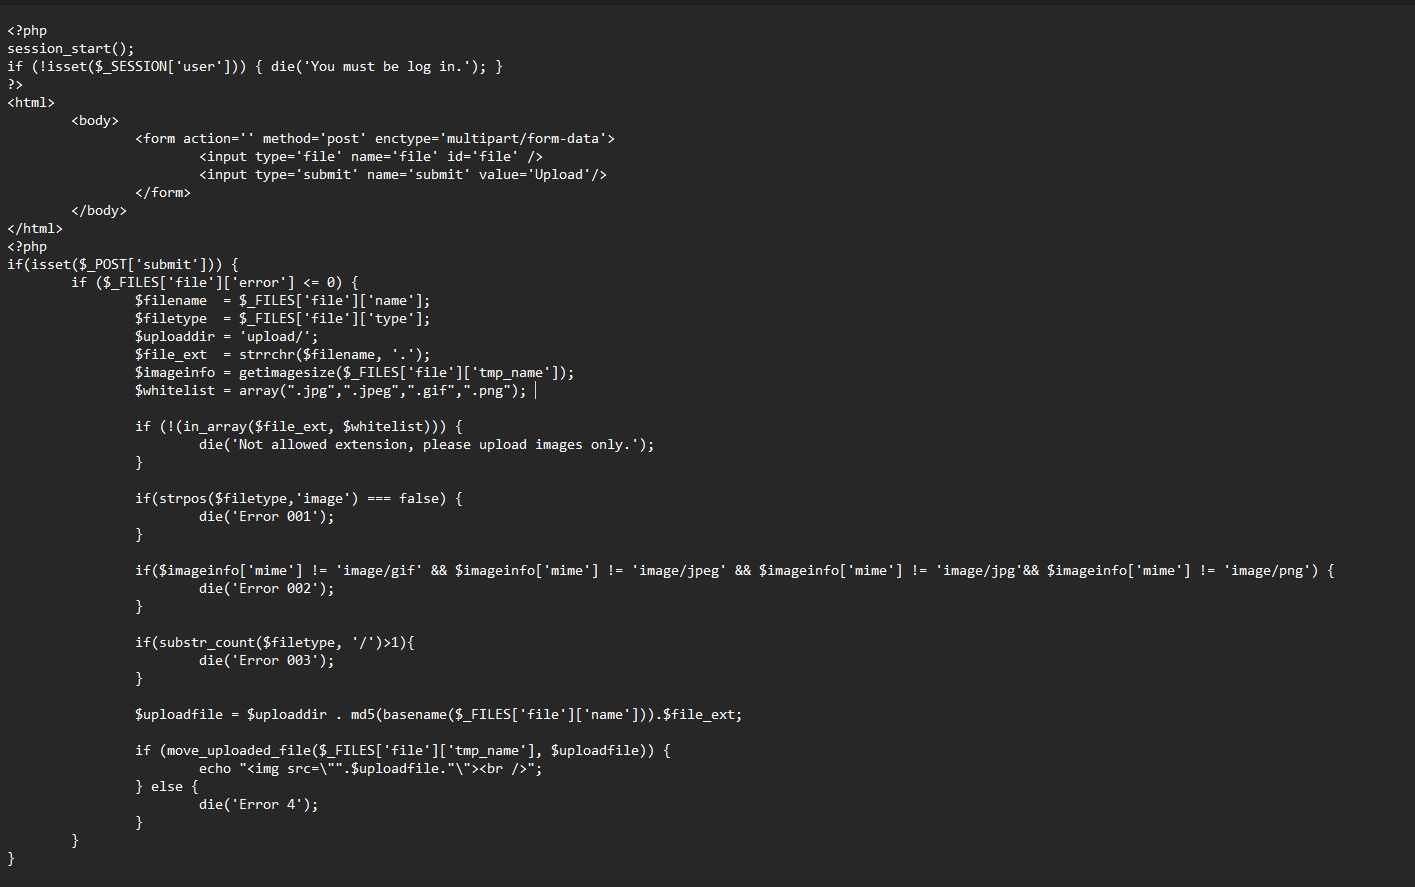 <?php
session_start();
if (!isset($_SESSION['user'])) { die('You must be log in.'); }
?>
<html>
        <body>
                <form action='' method='post' enctype='multipart/form-data'>
                        <input type='file' name='file' id='file' />
                        <input type='submit' name='submit' value='Upload'/>
                </form>
        </body>
</html>
<?php
if(isset($_POST['submit'])) {
        if ($_FILES['file']['error'] <= 0) {
                $filename  = $_FILES['file']['name'];
                $filetype  = $_FILES['file']['type'];
                $uploaddir = 'upload/';
                $file_ext  = strrchr($filename, '.');
                $imageinfo = getimagesize($_FILES['file']['tmp_name']);
                $whitelist = array(".jpg",".jpeg",".gif",".png");

                if (!(in_array($file_ext, $whitelist))) {
                        die('Not allowed extension, please upload images only.');
                }

                if(strpos($filetype,'image') === false) {
                        die('Error 001');
                }

                if($imageinfo['mime'] != 'image/gif' && $imageinfo['mime'] != 'image/jpeg' && $imageinfo['mime'] != 'image/jpg'&& $imageinfo['mime'] != 'image/png') {
                        die('Error 002');
                }

                if(substr_count($filetype, '/')>1){
                        die('Error 003');
                }

                $uploadfile = $uploaddir . md5(basename($_FILES['file']['name'])).$file_ext;

                if (move_uploaded_file($_FILES['file']['tmp_name'], $uploadfile)) {
                        echo "<img src=\"".$uploadfile."\"><br />";
                } else {
                        die('Error 4');
                }
        }
}